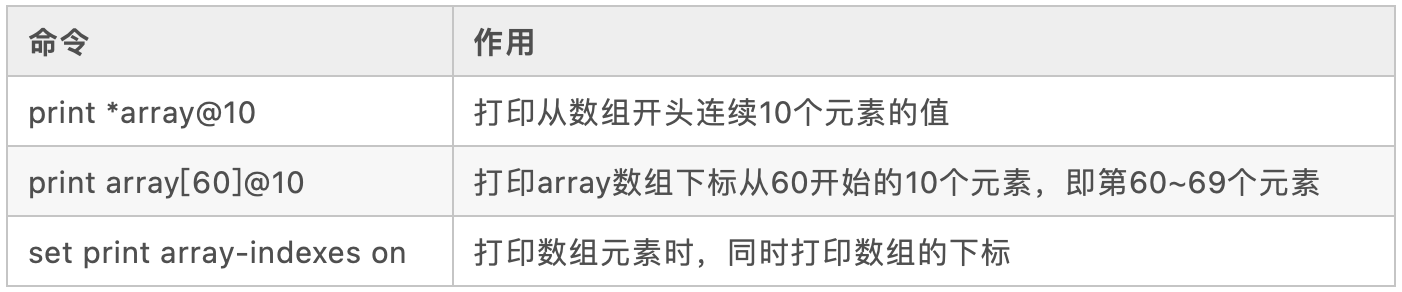 命令 作用
print *array@10 打印从数组开头连续10个元素的值
print array[60]@10 打印array数组下标从60开始的10个元素，即第60~69个元素
set print array-indexes on 打印数组元素时，同时打印数组的下标